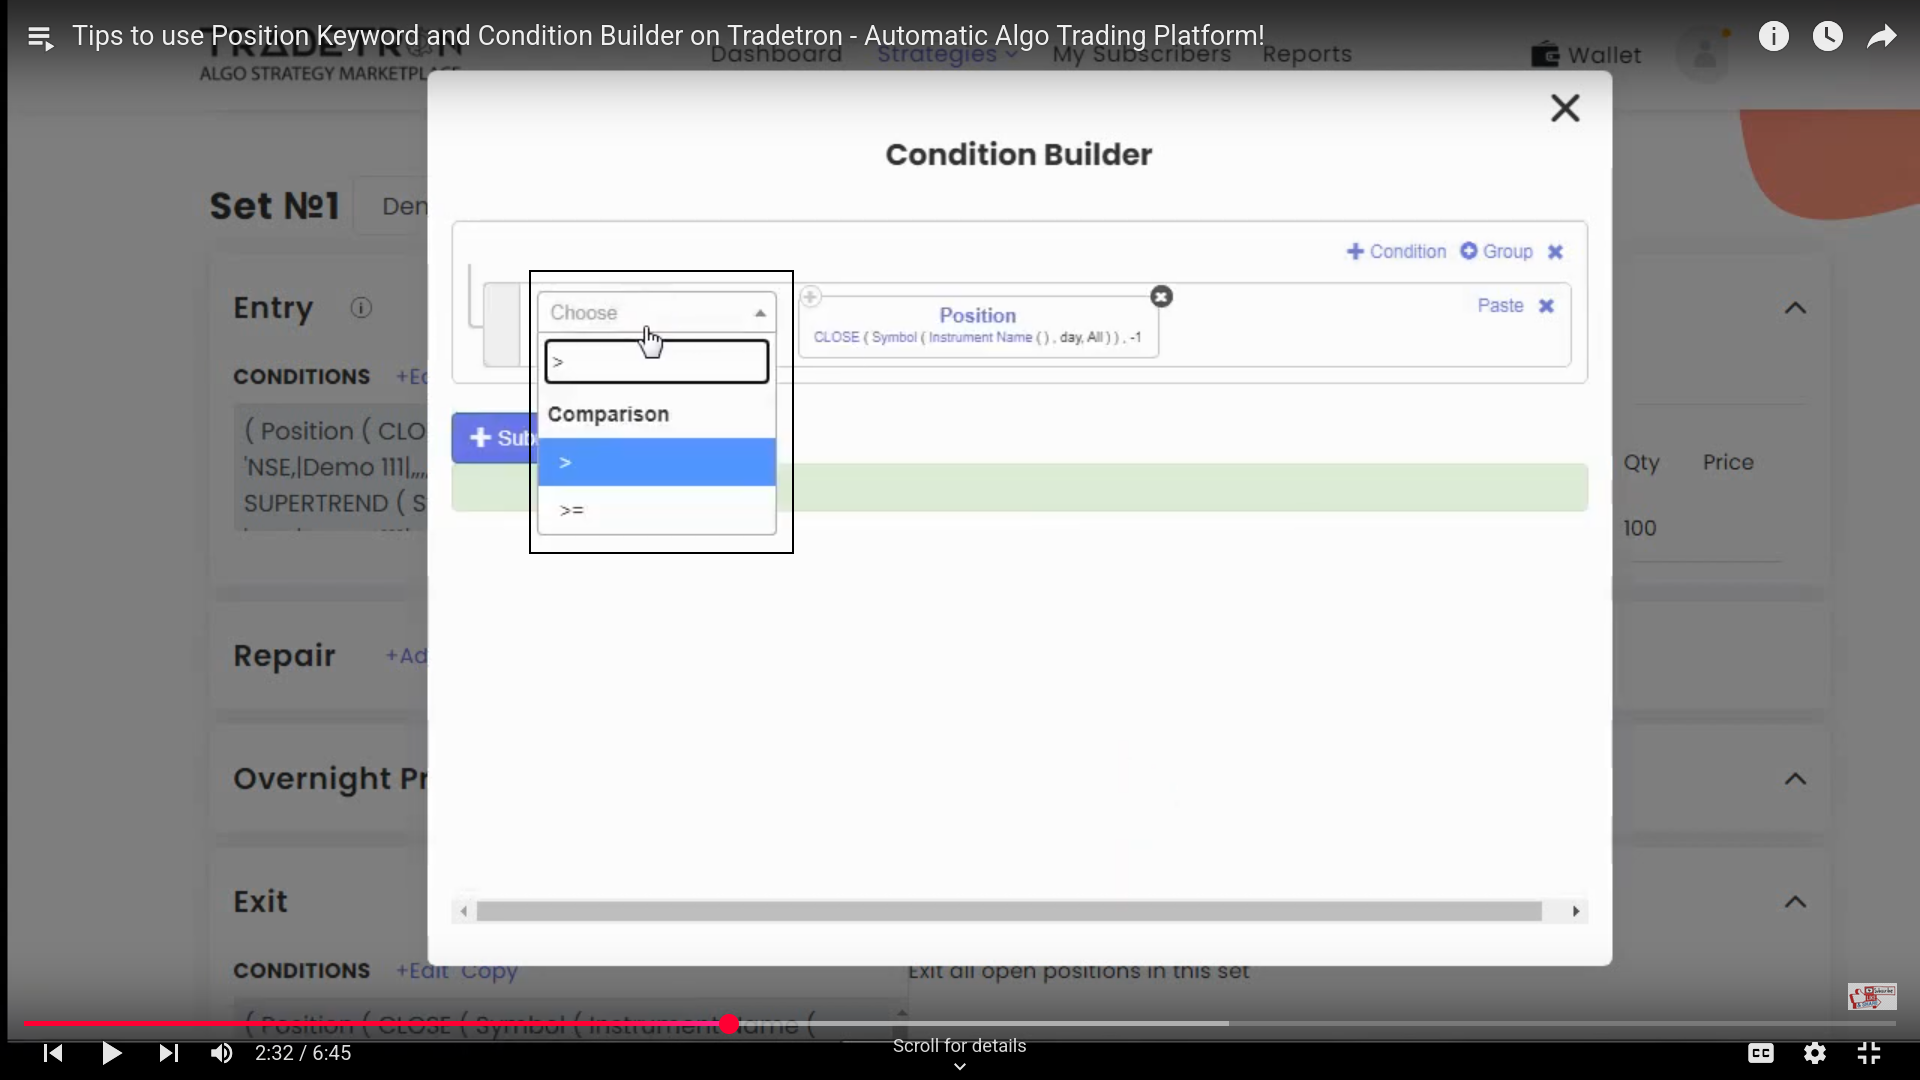 Tips to use Position Keyword and Condition Builder on Tradetron - Automatic Algo Trading Platform!
TRADETRON
ALGO STRATEGY MARKETPL
Dashboard Strategies My Subscribers Reports Wallet
Condition Builder
Set №1
Den
+ Condition Group
Entry
Choose
Position
CLOSE ( Symbol ( Instrument Name ( ) , day, All ) ) , -1
Paste
>
CONDITIONS
Comparison
( Position ( CLO
+ Sub
>
Qty Price
'NSE,|Demo 111|,,,,
SUPERTREND ( S
>=
100
Repair
+Ad
Overnight Pr
Exit
CONDITIONS +Edit Copy
Exit all open positions in this set
( Position ( CLOSE ( Symbol ( Instrument Name (
2:32 / 6:45
Scroll for details
CC